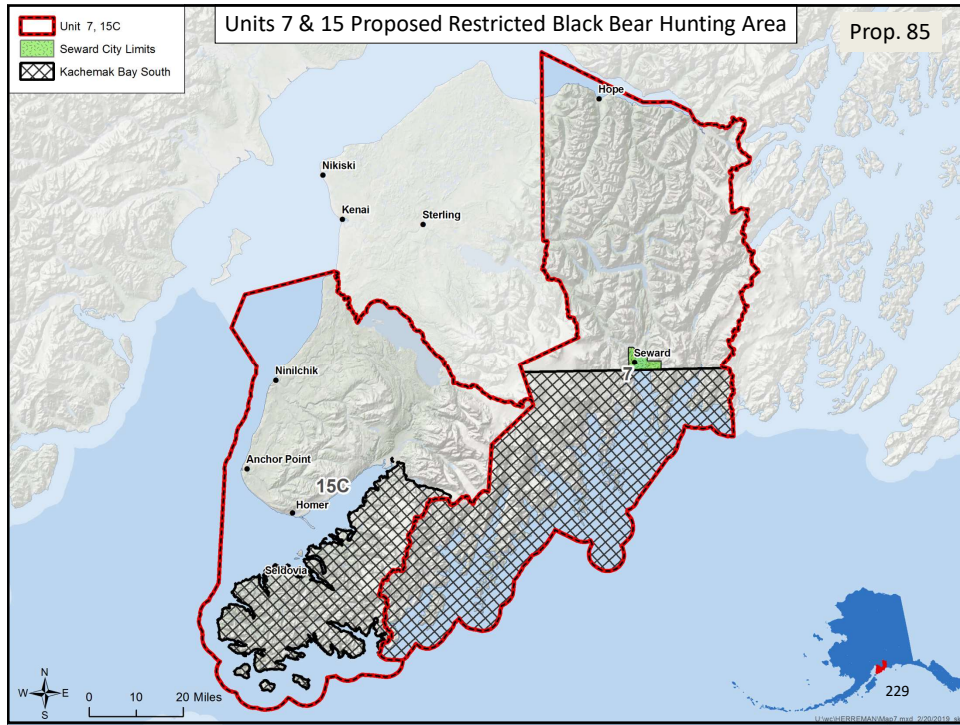 Units 7 & 15 Proposed Restricted Black Bear Hunting Area
Prop. 85
Unit 7, 15C
Seward City Limits
Kachemak Bay South
Hope
Nikiski
Kenai
Sterling
Seward
7
Ninilchik
Anchor Point
15C
Homer
Seldovia
N
W E
S
0 10 20 Miles
229